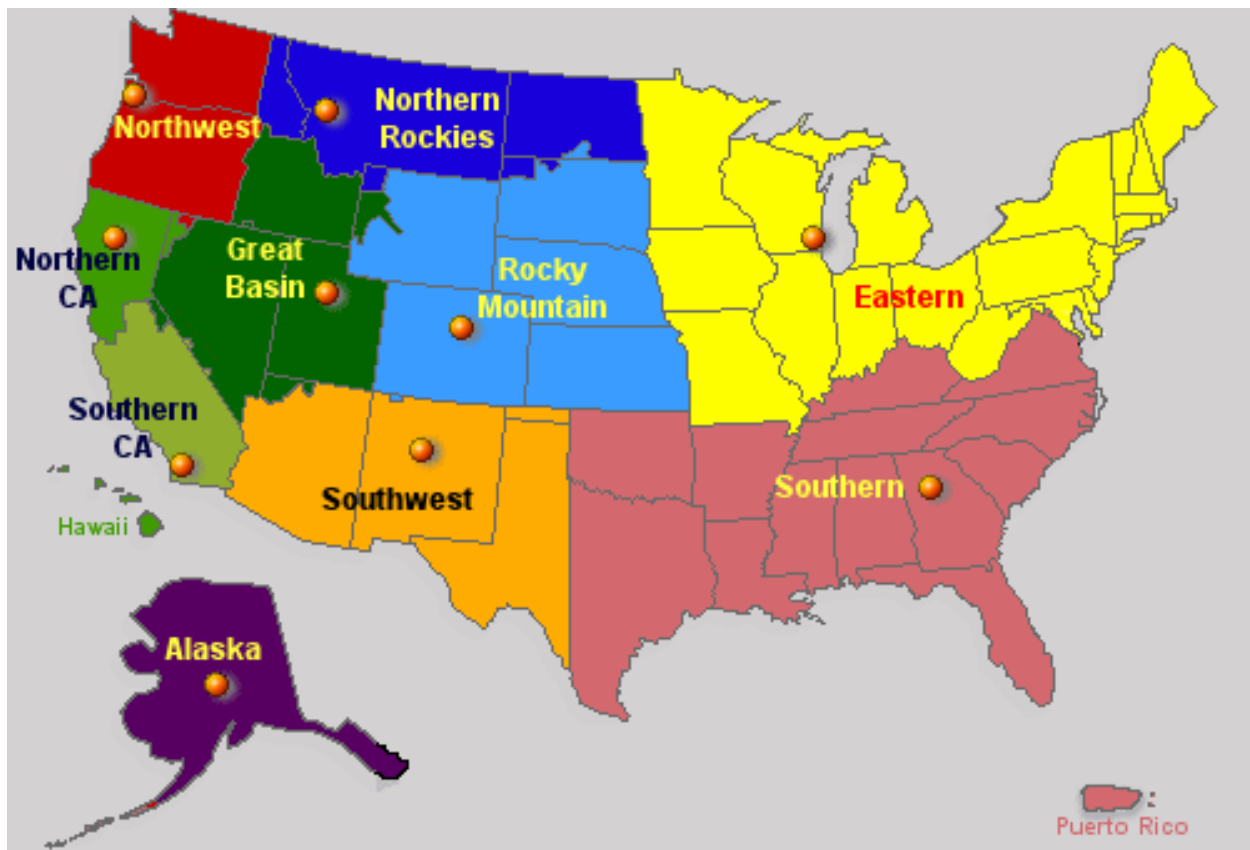 Northern
Rockies
Northwest
Great
Basin
Northern
CA
Rocky
Mountain
Eastern
Southern
CA
Southwest
Southern
Hawaii
Alaska
Puerto Rico